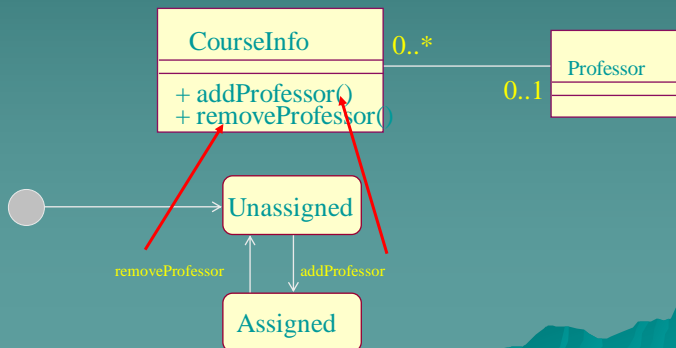 CourseInfo
0..*
Professor
0..1
+ addProfessor()
+ removeProfessor()
Unassigned
removeProfessor
addProfessor
Assigned